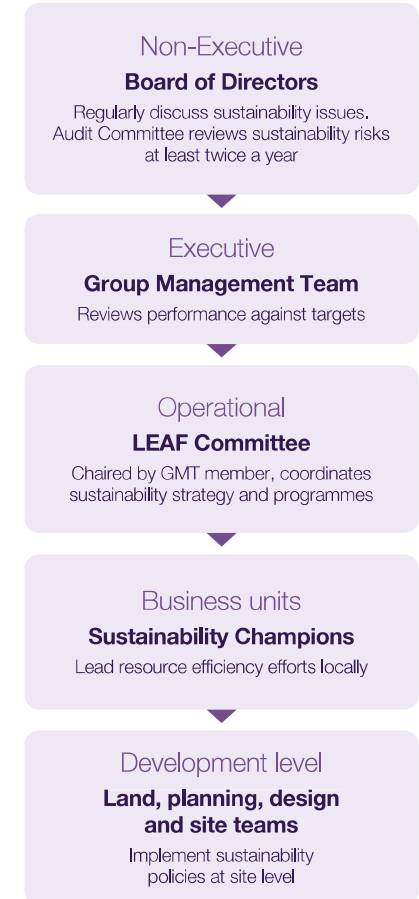 Non-Executive
Board of Directors
Regularly discuss sustainability issues.
Audit Committee reviews sustainability risks
at least twice a year
Executive
Group Management Team
Reviews performance against targets
Operational
LEAF Committee
Chaired by GMT member, coordinates
sustainability strategy and programmes
Business units
Sustainability Champions
Lead resource efficiency efforts locally
Development level
Land, planning, design
and site teams
Implement sustainability
policies at site level